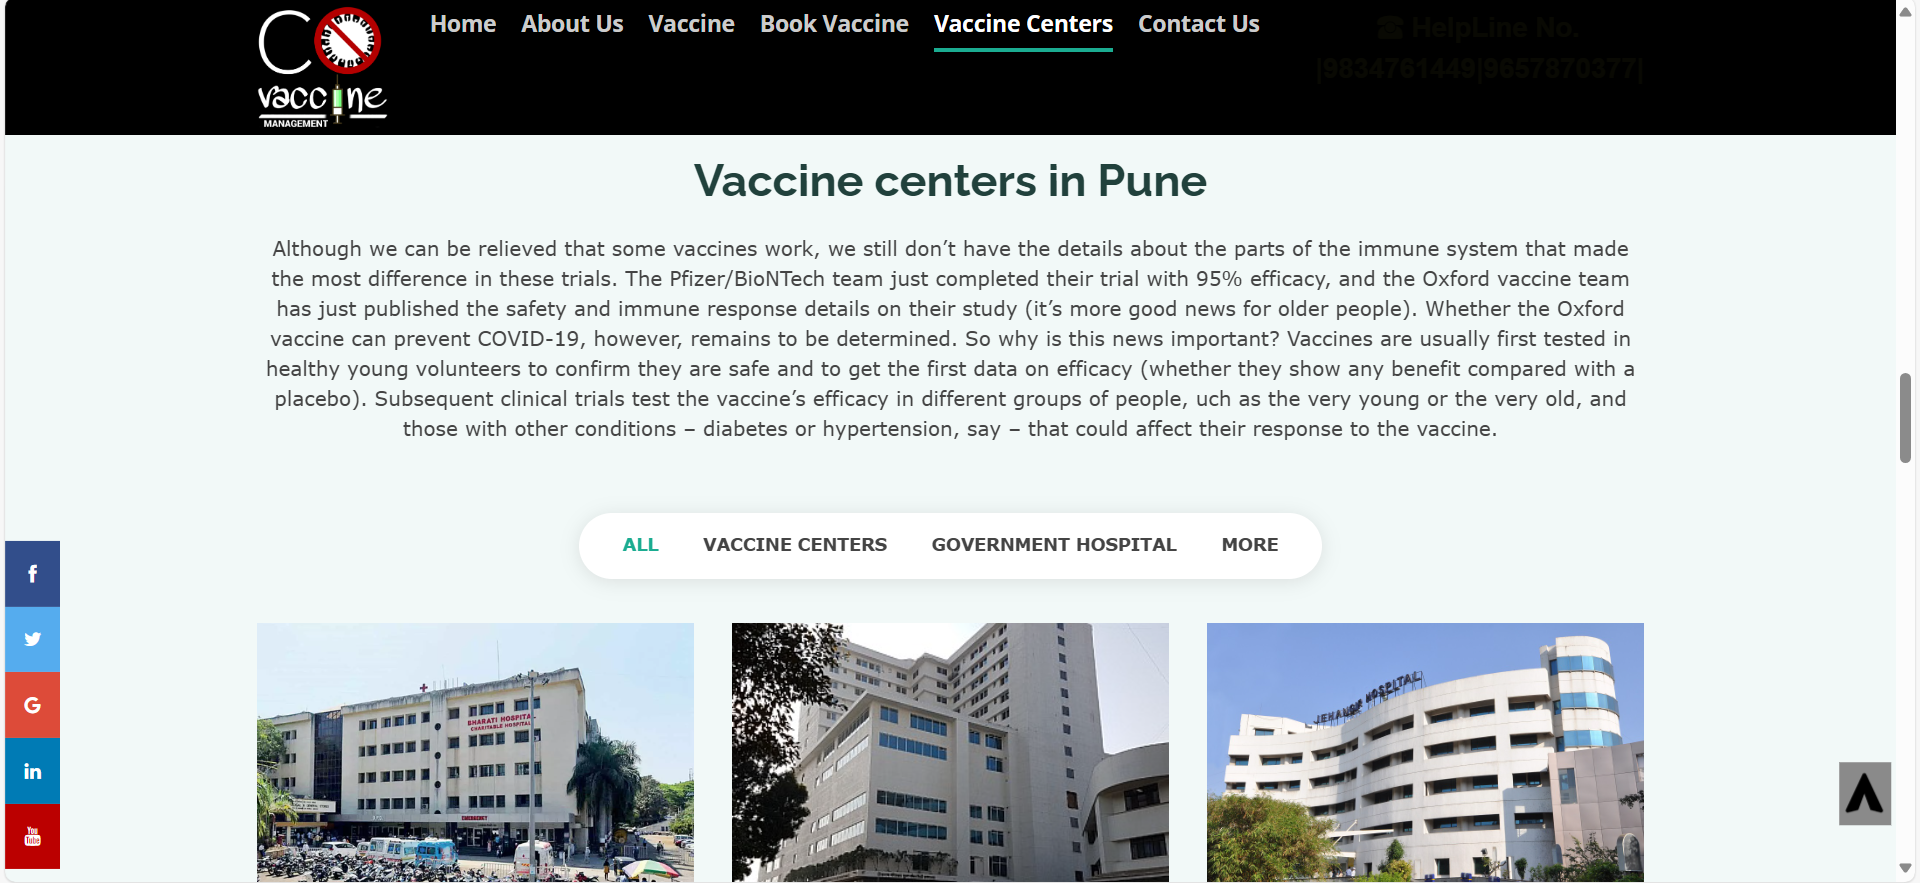 CO
vaccine
MANAGEMENT
Home About Us Vaccine Book Vaccine Vaccine Centers Contact Us
☎ HelpLine No.
|9834761449|9657870377|
Vaccine centers in Pune
Although we can be relieved that some vaccines work, we still don’t have the details about the parts of the immune system that made
the most difference in these trials. The Pfizer/BioNTech team just completed their trial with 95% efficacy, and the Oxford vaccine team
has just published the safety and immune response details on their study (it’s more good news for older people). Whether the Oxford
vaccine can prevent COVID-19, however, remains to be determined. So why is this news important? Vaccines are usually first tested in
healthy young volunteers to confirm they are safe and to get the first data on efficacy (whether they show any benefit compared with a
placebo). Subsequent clinical trials test the vaccine’s efficacy in different groups of people, uch as the very young or the very old, and
those with other conditions – diabetes or hypertension, say – that could affect their response to the vaccine.
ALL VACCINE CENTERS GOVERNMENT HOSPITAL MORE
f
G
in
You
Tube
BHARATI HOSPITAL
CHARITABLE HOSPITAL
EMERGENCY
HOSPITAL